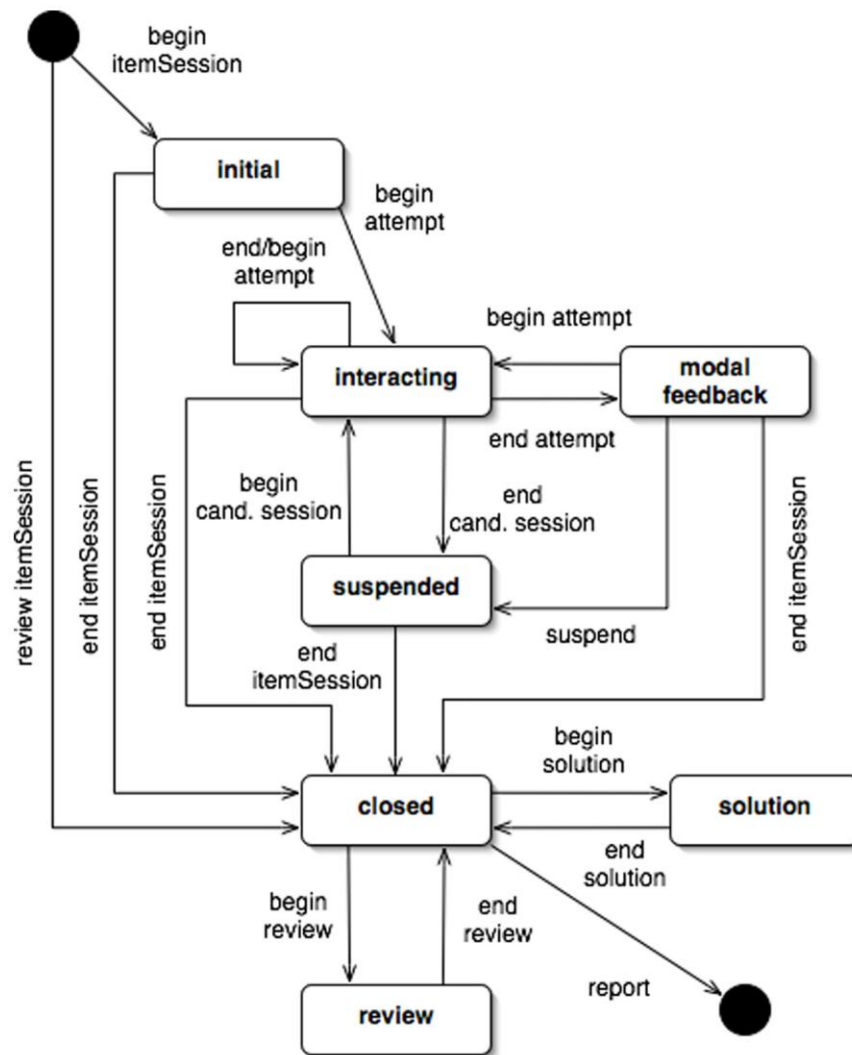 begin
itemSession
initial
begin
attempt
end/begin
attempt
begin attempt
interacting
modal
feedback
end attempt
begin
cand. session
end
cand. session
review itemSession
end itemSession
end itemSession
end itemSession
suspended
suspend
end
itemSession
begin
solution
closed
solution
end
solution
begin
review
end
review
report
review